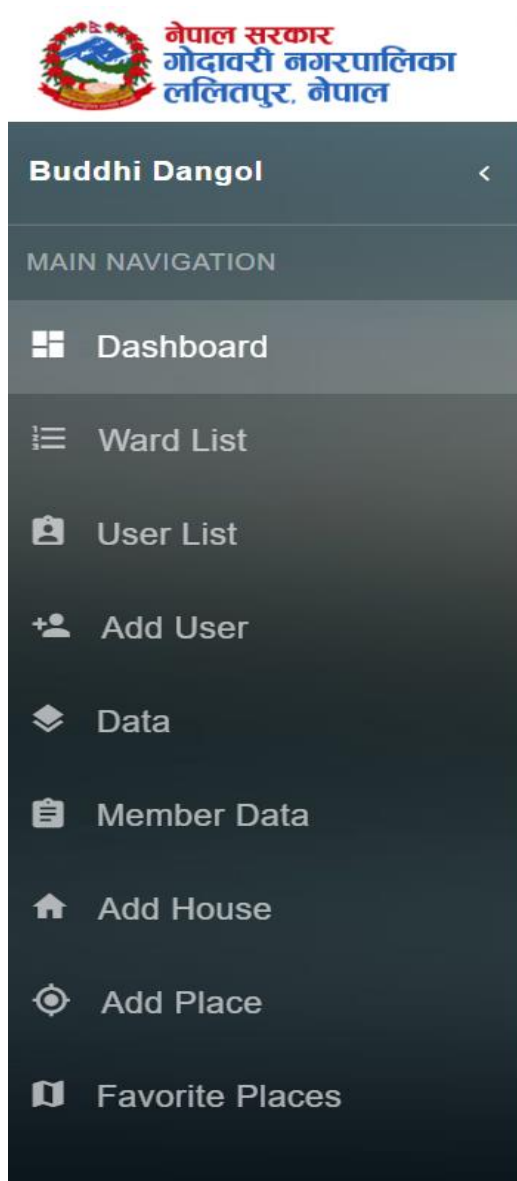 नेपाल सरकार
गोदावरी नगरपालिका
ललितपुर, नेपाल
Buddhi Dangol
MAIN NAVIGATION
Dashboard
Ward List
User List
Add User
Data
Member Data
Add House
Add Place
Favorite Places